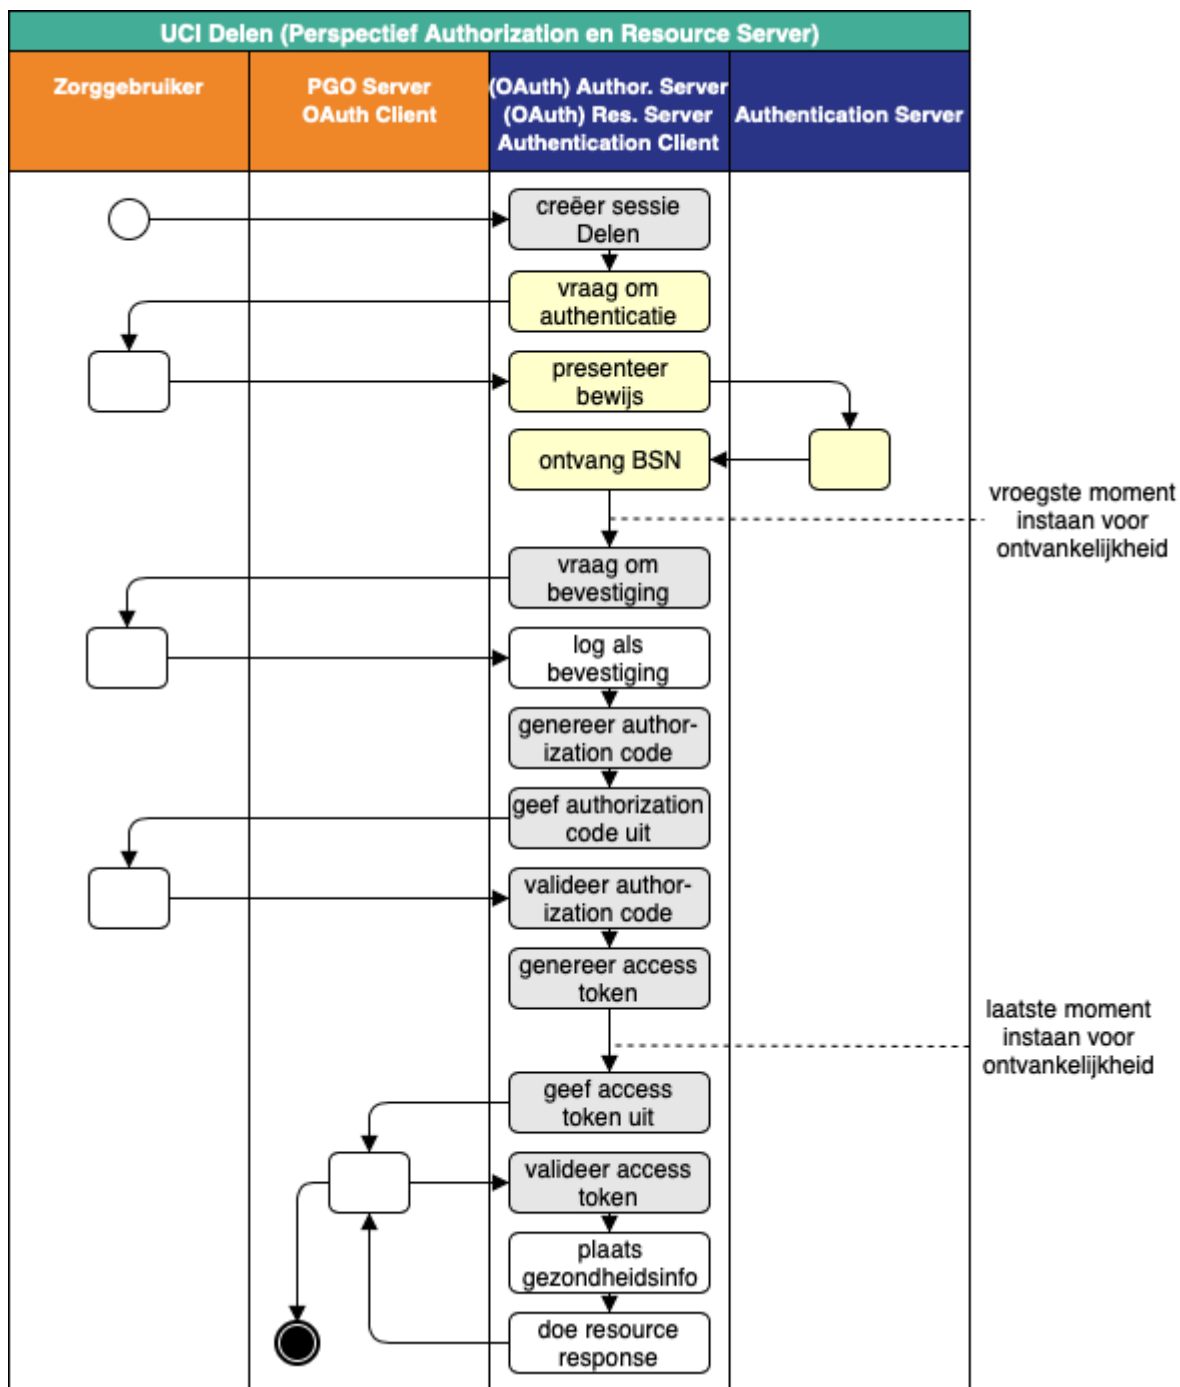 UCI Delen (Perspectief Authorization en Resource Server)
Zorggebruiker
PGO Server
OAuth Client
(OAuth) Author. Server
(OAuth) Res. Server
Authentication Client
Authentication Server
creëer sessie
Delen
vraag om
authenticatie
presenteer
bewijs
ontvang BSN
vroegste moment
instaan voor
ontvankelijkheid
vraag om
bevestiging
log als
bevestiging
genereer author-
ization code
geef authorization
code uit
valideer author-
ization code
genereer access
token
laatste moment
instaan voor
ontvankelijkheid
geef access
token uit
valideer access
token
plaats
gezondheidsinfo
doe resource
response